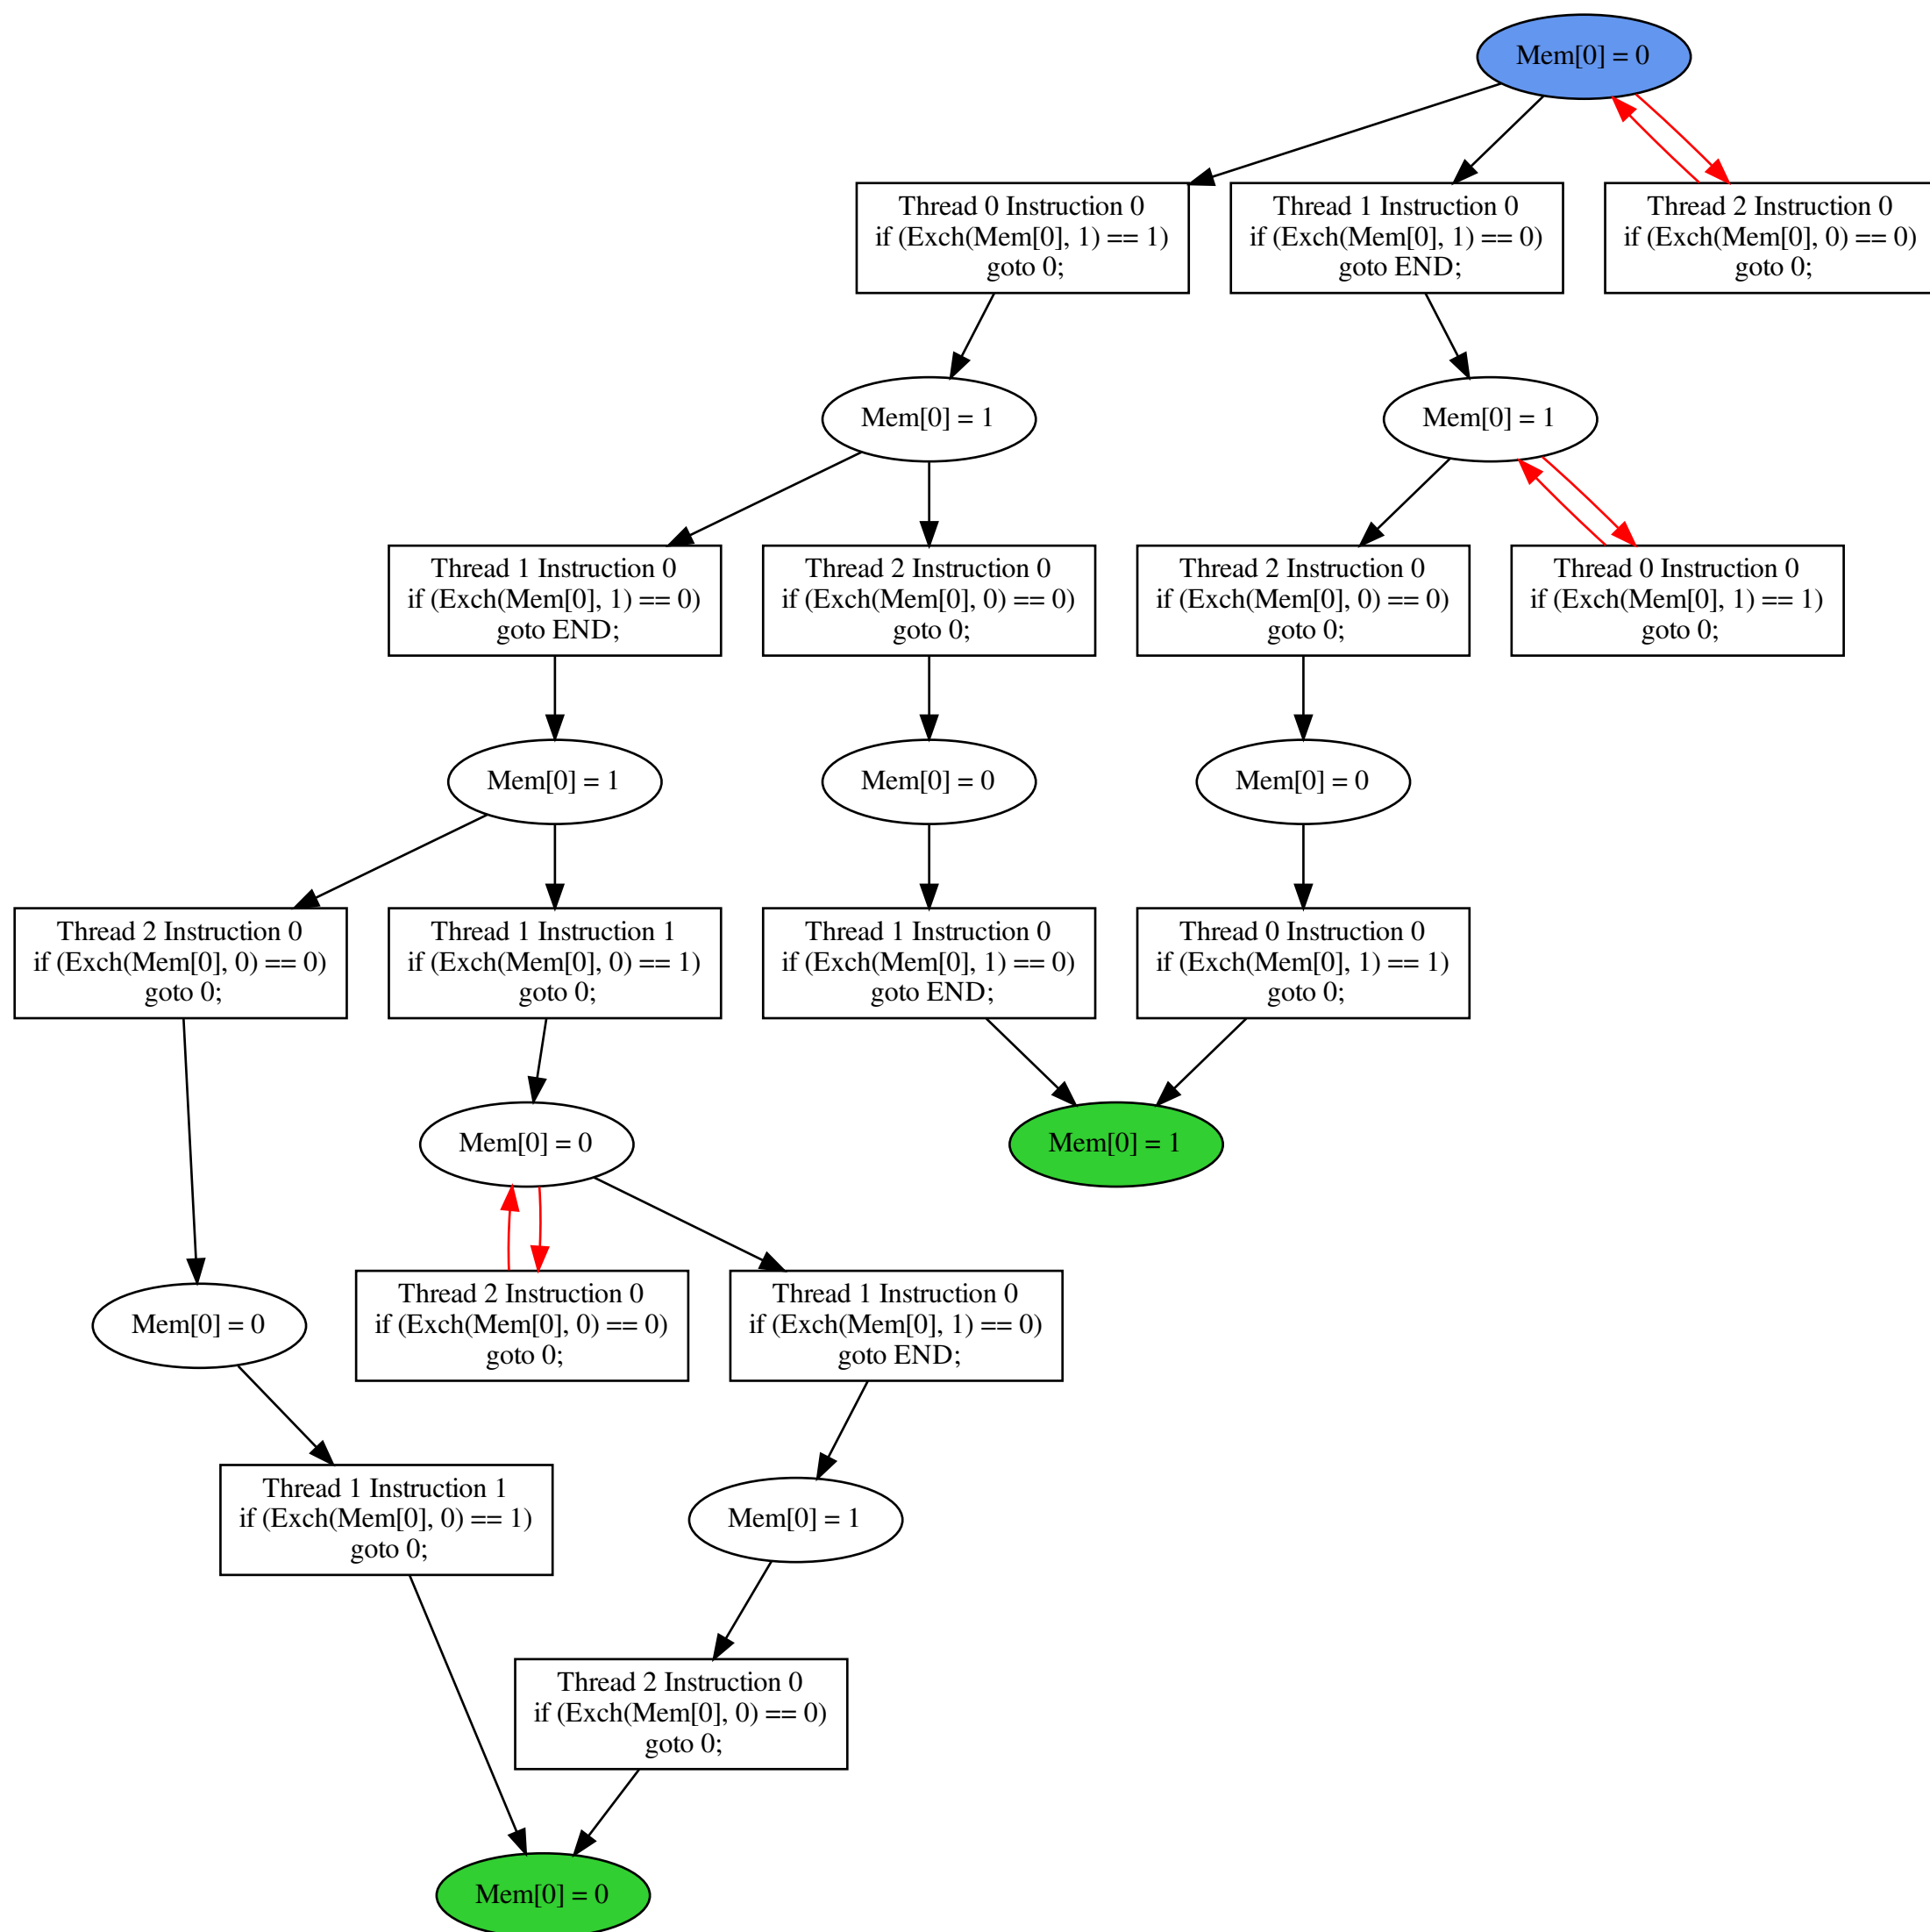 Mem[0] = 0
Thread 0 Instruction 0
if (Exch(Mem[0], 1) == 1)
goto 0;
Thread 1 Instruction 0
if (Exch(Mem[0], 1) == 0)
goto END;
Thread 2 Instruction 0
if (Exch(Mem[0], 0) == 0)
goto 0;
Mem[0] = 1
Mem[0] = 1
Thread 1 Instruction 0
if (Exch(Mem[0], 1) == 0)
goto END;
Thread 2 Instruction 0
if (Exch(Mem[0], 0) == 0)
goto 0;
Thread 2 Instruction 0
if (Exch(Mem[0], 0) == 0)
goto 0;
Thread 0 Instruction 0
if (Exch(Mem[0], 1) == 1)
goto 0;
Mem[0] = 1
Mem[0] = 0
Mem[0] = 0
Thread 2 Instruction 0
if (Exch(Mem[0], 0) == 0)
goto 0;
Thread 1 Instruction 1
if (Exch(Mem[0], 0) == 1)
goto 0;
Thread 1 Instruction 0
if (Exch(Mem[0], 1) == 0)
goto END;
Thread 0 Instruction 0
if (Exch(Mem[0], 1) == 1)
goto 0;
Mem[0] = 0
Mem[0] = 1
Mem[0] = 0
Thread 2 Instruction 0
if (Exch(Mem[0], 0) == 0)
goto 0;
Thread 1 Instruction 0
if (Exch(Mem[0], 1) == 0)
goto END;
Thread 1 Instruction 1
if (Exch(Mem[0], 0) == 1)
goto 0;
Mem[0] = 1
Thread 2 Instruction 0
if (Exch(Mem[0], 0) == 0)
goto 0;
Mem[0] = 0